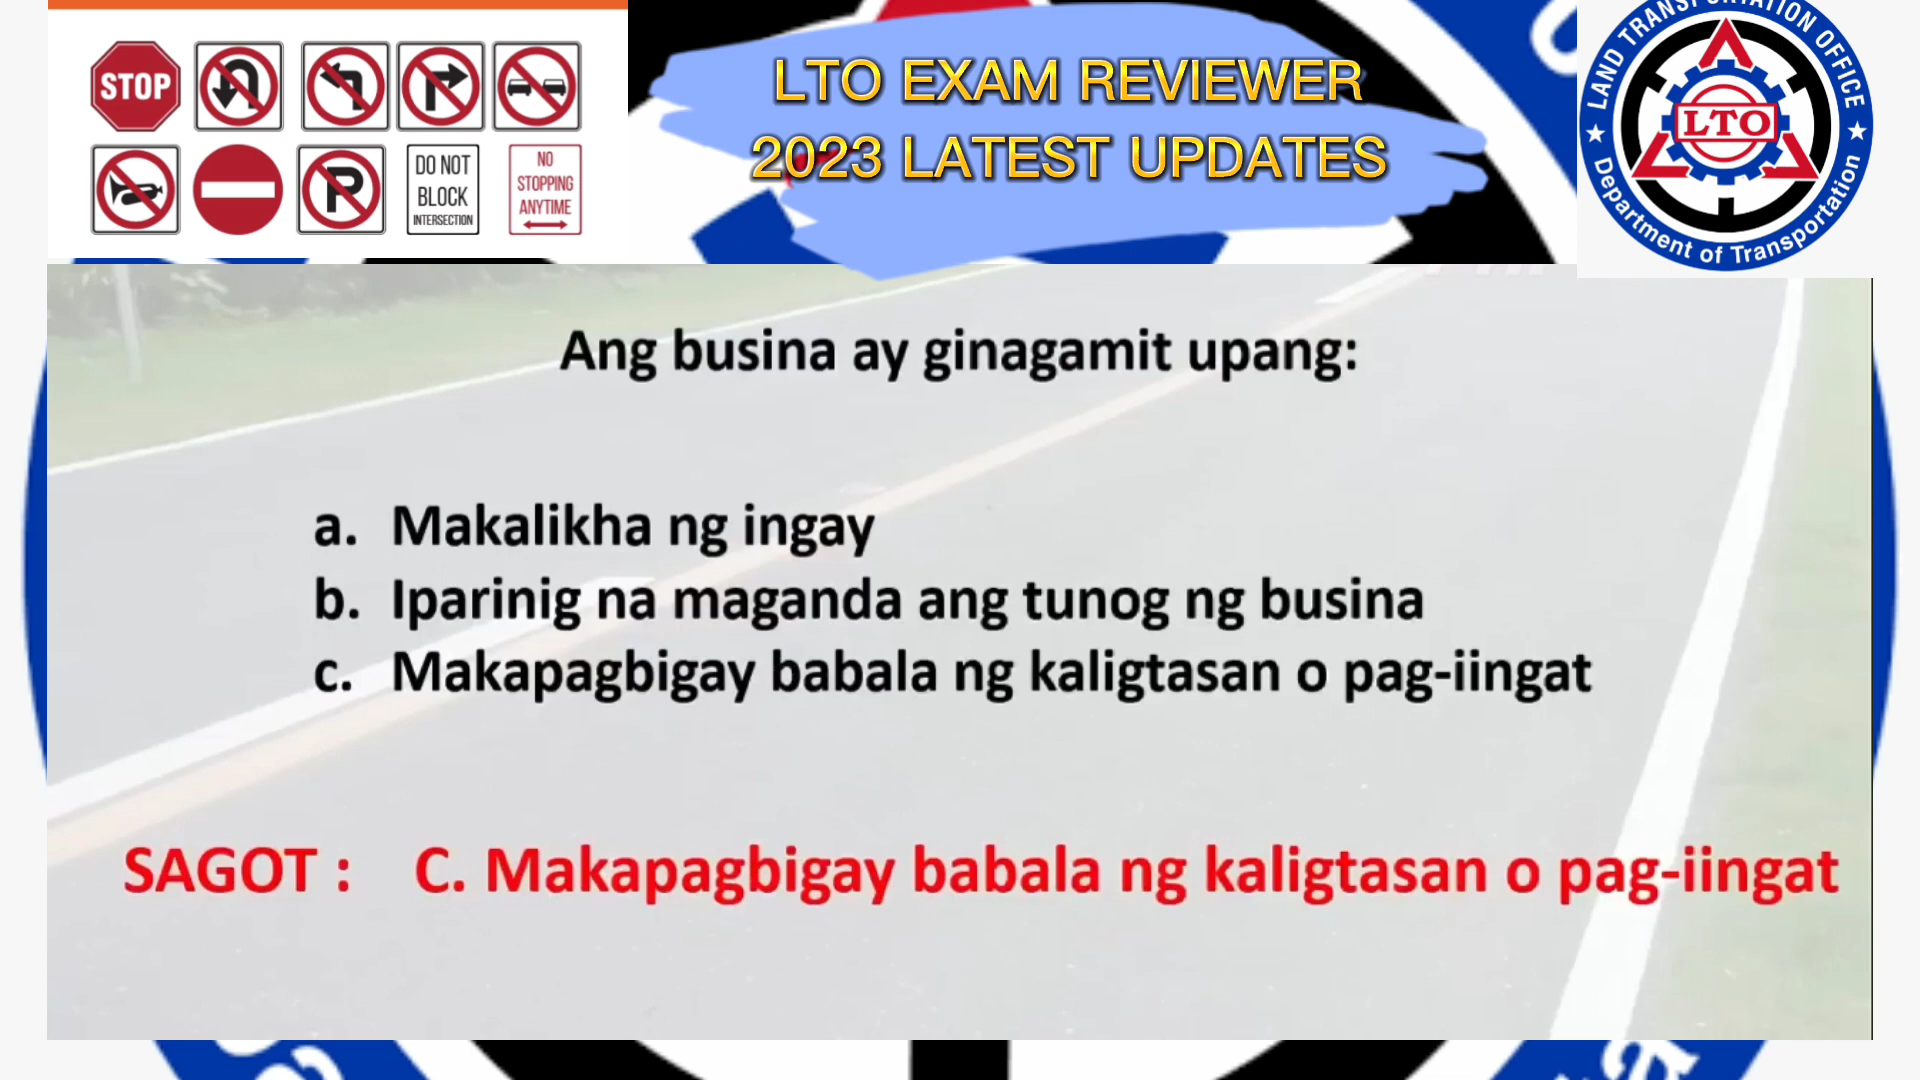 STOP
DO NOT
BLOCK
INTERSECTION
NO
STOPPING
ANYTIME
P
LTO EXAM REVIEWER
2023 LATEST UPDATES
LAND TRANSPORTATION OFFICE
LTO
Department of Transportation
Ang busina ay ginagamit upang:
a. Makalikha ng ingay
b. Iparinig na maganda ang tunog ng busina
c. Makapagbigay babala ng kaligtasan o pag-iingat
SAGOT : C. Makapagbigay babala ng kaligtasan o pag-iingat